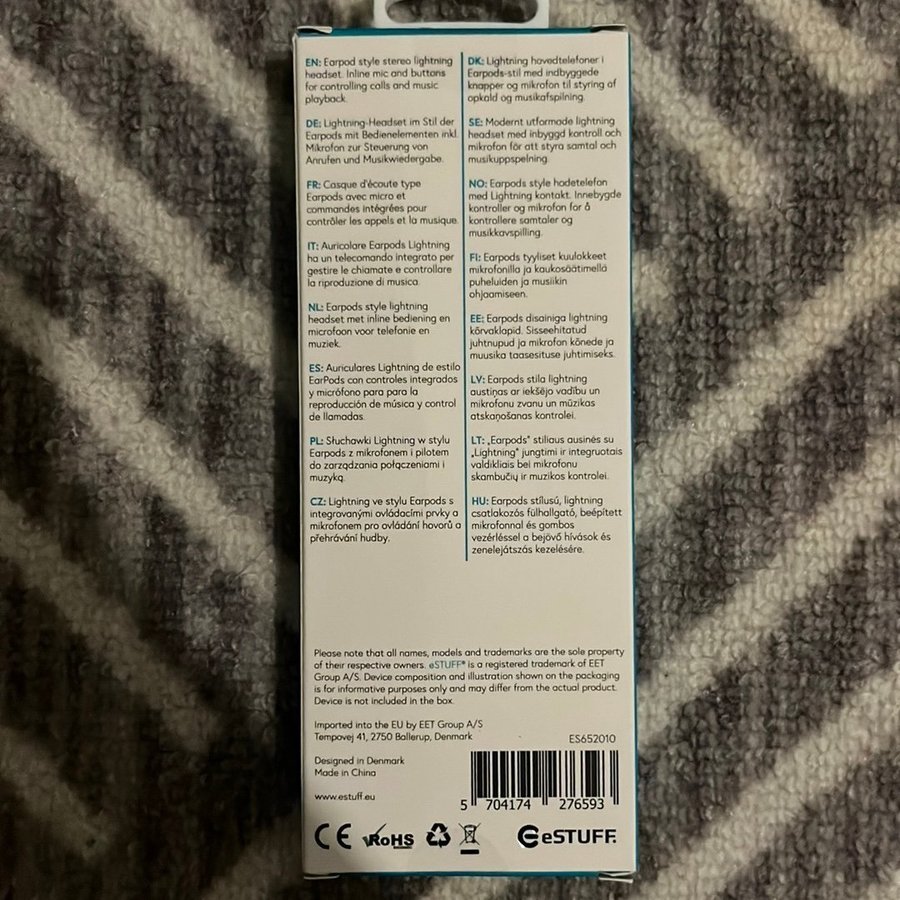 EN: Earpod style stereo lightning
headset. Inline mic and buttons
for controlling calls and music
playback.
DE: Lightning-Headset im Stil der
Earpods mit Bedienelementen inkl.
Mikrofon zur Steuerung von
Anrufen und Musikwiedergabe.
FR: Casque d'écoute type
Earpods avec micro et
commandes intégrées pour
contrôler les appels et la musique.
IT: Auricolare Earpods Lightning
ha un telecomando integrato per
gestire le chiamate e controllare
la riproduzione di musica.
NL: Earpods style lightning
headset met inline bediening en
microfoon voor telefonie en
muziek.
ES: Auriculares Lightning de estilo
EarPods con controles integrados
y micrófono para para la
reproducción de música y control
de llamadas.
PL: Słuchawki Lightning w stylu
Earpods z mikrofonem i pilotem
do zarządzania połączeniami i
muzyką.
CZ: Lightning ve stylu Earpods s
integrovanými ovládacími prvky a
mikrofonem pro ovládání hovorů a
přehrávání hudby.
DK: Lightning hovedtelefoner i
Earpods-stil med indbyggede
knapper og mikrofon til styring af
opkald og musikafspilning.
SE: Modernt utformade lightning
headset med inbyggd kontroll och
mikrofon för att styra samtal och
musikuppspelning.
NO: Earpods style hodetelefon
med Lightning kontakt. Innebygde
kontroller og mikrofon for å
kontrollere samtaler og
musikkavspilling.
FI: Earpods tyyliset kuulokkeet
mikrofonilla ja kaukosäätimellä
puheluiden ja musiikin
ohjaamiseen.
EE: Earpods disainiga lightning
kõrvaklapid. Sisseehitatud
juhtnupud ja mikrofon kõnede ja
muusika taasesituse juhtimiseks.
LV: Earpods stila lightning
austiņas ar iekšēja vadību un
mikrofonu zvanu un mūzikas
atskaņošanas kontrolei.
LT: „Earpods" stiliaus ausinės su
„Lightning" jungtimi ir integruotais
valdikliais bei mikrofonu
skambučių ir muzikos kontrolei.
HU: Earpods stílusú, lightning
csatlakozós fülhallgató, beépített
mikrofonnal és gombos
vezérléssel a bejövő hívások és
zenelejátszás kezelésére.
Please note that all names, models and trademarks are the sole property
of their respective owners. eSTUFF® is a registered trademark of EET
Group A/S. Device composition and illustration shown on the packaging
is for informative purposes only and may differ from the actual product.
Device is not included in the box.
Imported into the EU by EET Group A/S
Tempovej 41, 2750 Ballerup, Denmark
ES652010
Designed in Denmark
Made in China
www.estuff.eu
5 704174 276593
CE RoHS eSTUFF.